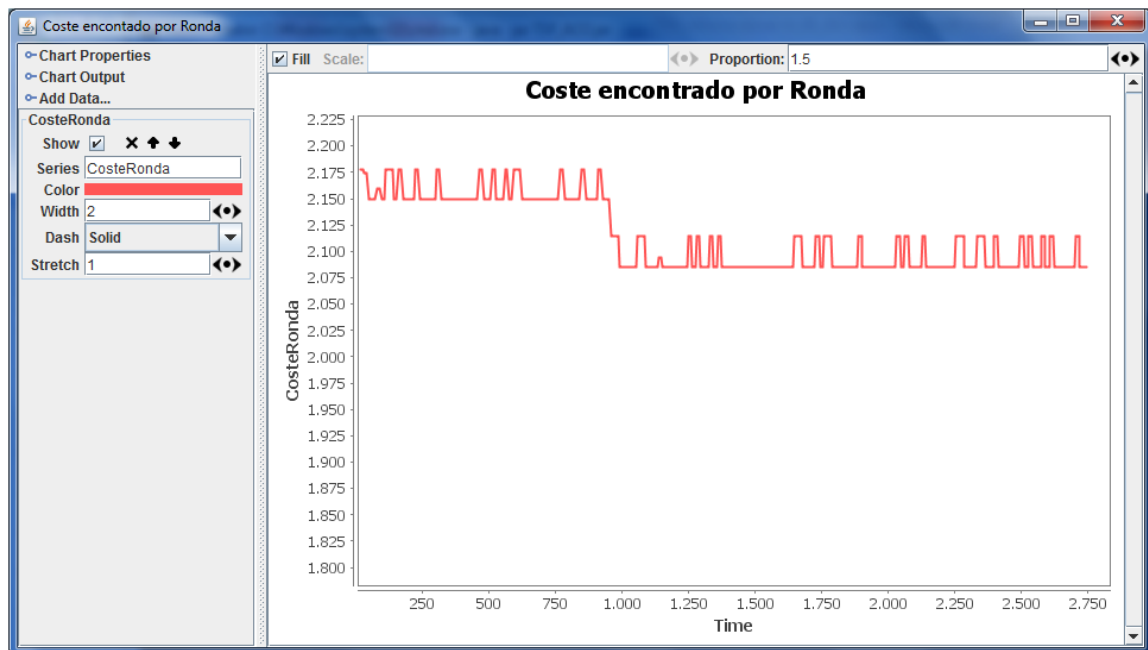 Coste encontado por Ronda
Chart Properties
Chart Output
Add Data...
CosteRonda
Show
Series CosteRonda
Color
Width 2
Dash Solid
Stretch 1
Fill Scale: Proportion: 1.5
Coste encontrado por Ronda
CosteRonda
2.225
2.200
2.175
2.150
2.125
2.100
2.075
2.050
2.025
2.000
1.975
1.950
1.925
1.900
1.875
1.850
1.825
1.800
250 500 750 1.000 1.250 1.500 1.750 2.000 2.250 2.500 2.750
Time